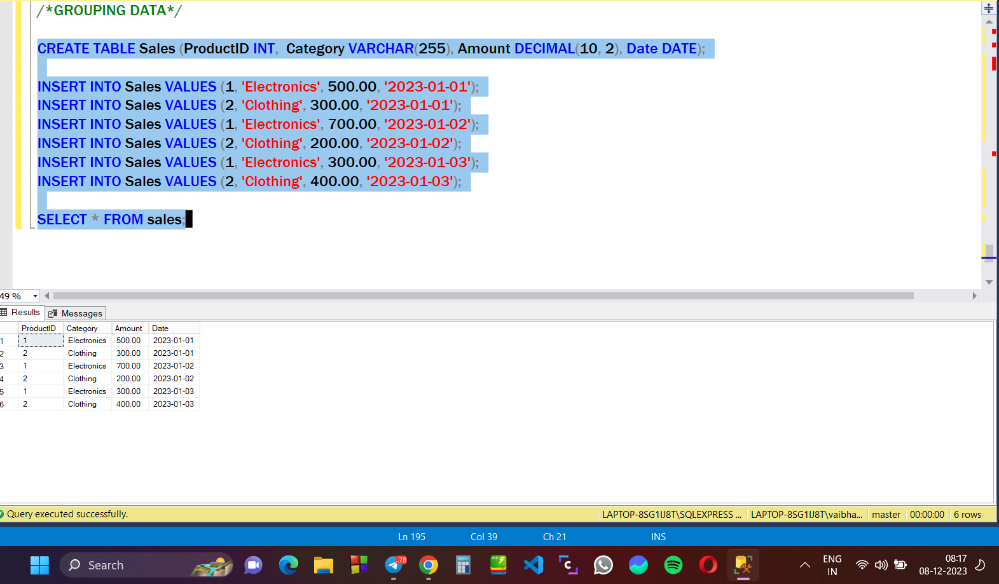 /*GROUPING DATA*/
CREATE TABLE Sales (ProductID INT,  Category VARCHAR(255), Amount DECIMAL(10, 2), Date DATE);
INSERT INTO Sales VALUES (1, 'Electronics', 500.00, '2023-01-01');
INSERT INTO Sales VALUES (2, 'Clothing', 300.00, '2023-01-01');
INSERT INTO Sales VALUES (1, 'Electronics', 700.00, '2023-01-02');
INSERT INTO Sales VALUES (2, 'Clothing', 200.00, '2023-01-02');
INSERT INTO Sales VALUES (1, 'Electronics', 300.00, '2023-01-03');
INSERT INTO Sales VALUES (2, 'Clothing', 400.00, '2023-01-03');
SELECT * FROM sales;
49 %
Results Messages
ProductID Category Amount Date
1 1 Electronics 500.00 2023-01-01
2 2 Clothing 300.00 2023-01-01
3 1 Electronics 700.00 2023-01-02
4 2 Clothing 200.00 2023-01-02
5 1 Electronics 300.00 2023-01-03
6 2 Clothing 400.00 2023-01-03
Query executed successfully. LAPTOP-8SG1IJ8T\SQLEXPRESS ... LAPTOP-8SG1IJ8T\vaibha... master 00:00:00 6 rows
Ln 195 Col 39 Ch 21 INS
Search 78 ENG IN 08:17
08-12-2023